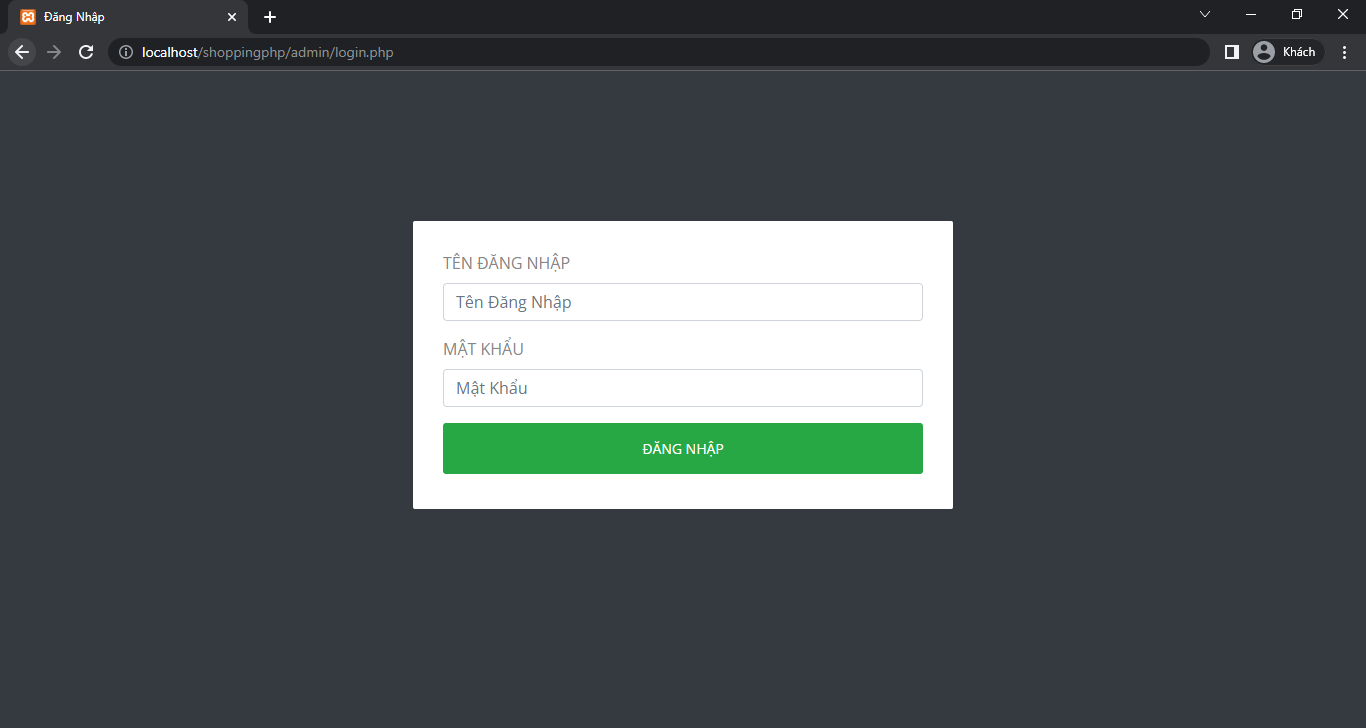 Đăng Nhập
localhost/shoppingphp/admin/login.php
Khách
TÊN ĐĂNG NHẬP
Tên Đăng Nhập
MẬT KHẨU
Mật Khẩu
ĐĂNG NHẬP